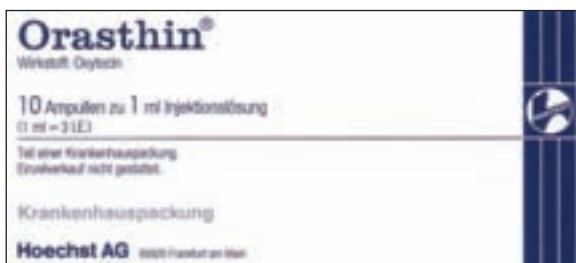 Orasthin®
Wirkstoff: Oxytocin
10 Ampullen zu 1 ml Injektionslösung
(1 ml = 3 I.E.)
Teil einer Krankenhauspackung.
Einzelverkauf nicht gestattet.
Krankenhauspackung
Hoechst AG Frankfurt am Main